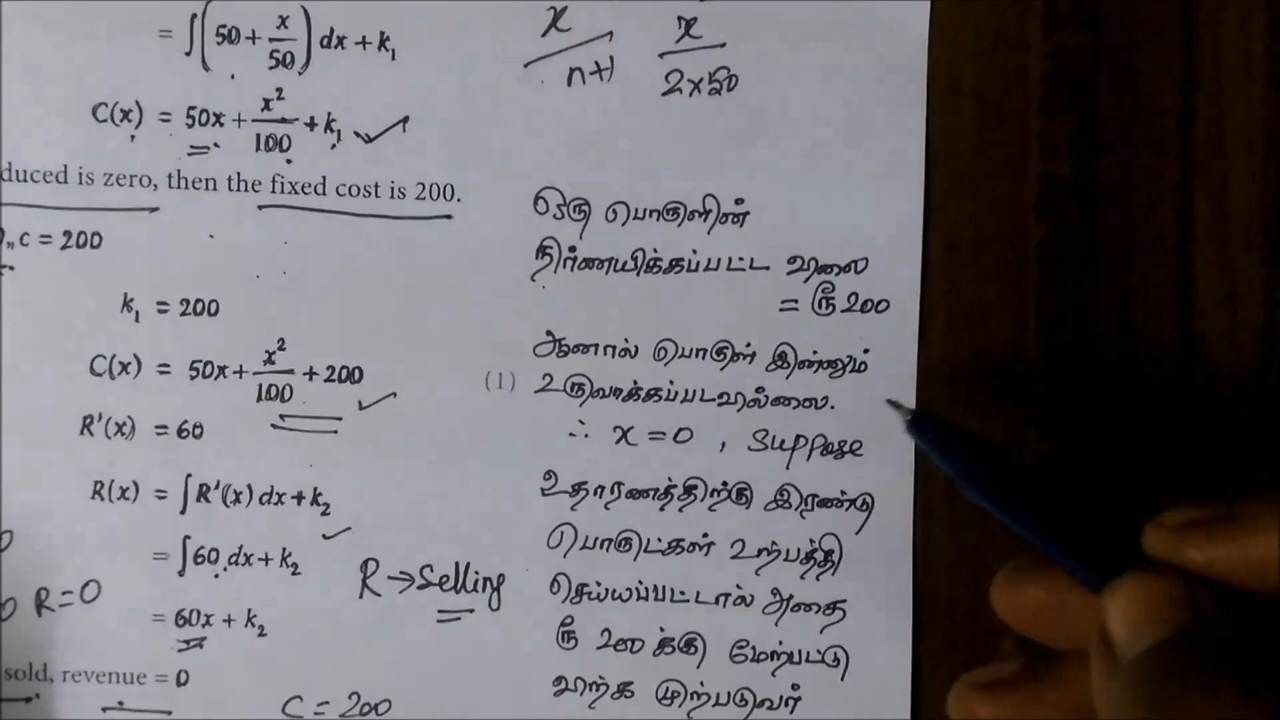 = ∫(50 + x/50) dx + k₁
C(x) = 50x + x²/100 + k₁
duced is zero, then the fixed cost is 200.
, c = 200
k₁ = 200
C(x) = 50x + x²/100 + 200
(1)
R'(x) = 60
R(x) = ∫R'(x) dx + k₂
= ∫60 dx + k₂
R=0
= 60x + k₂
R → Selling
sold, revenue = 0
C = 200
x/n+1 x/2×50
ஒரு பொருளின்
நிர்ணயிக்கப்பட்ட விலை
= ரூ 200
ஆனால் பொருள் இன்னும்
உருவாக்கப்படவில்லை.
∴ x = 0 , Suppose
உதாரணத்திற்கு இரண்டு
பொருட்கள் உற்பத்தி
செய்யப்பட்டால் அதை
ரூ 200 க்கு மேற்பட்டு
விற்க முற்படுவர்